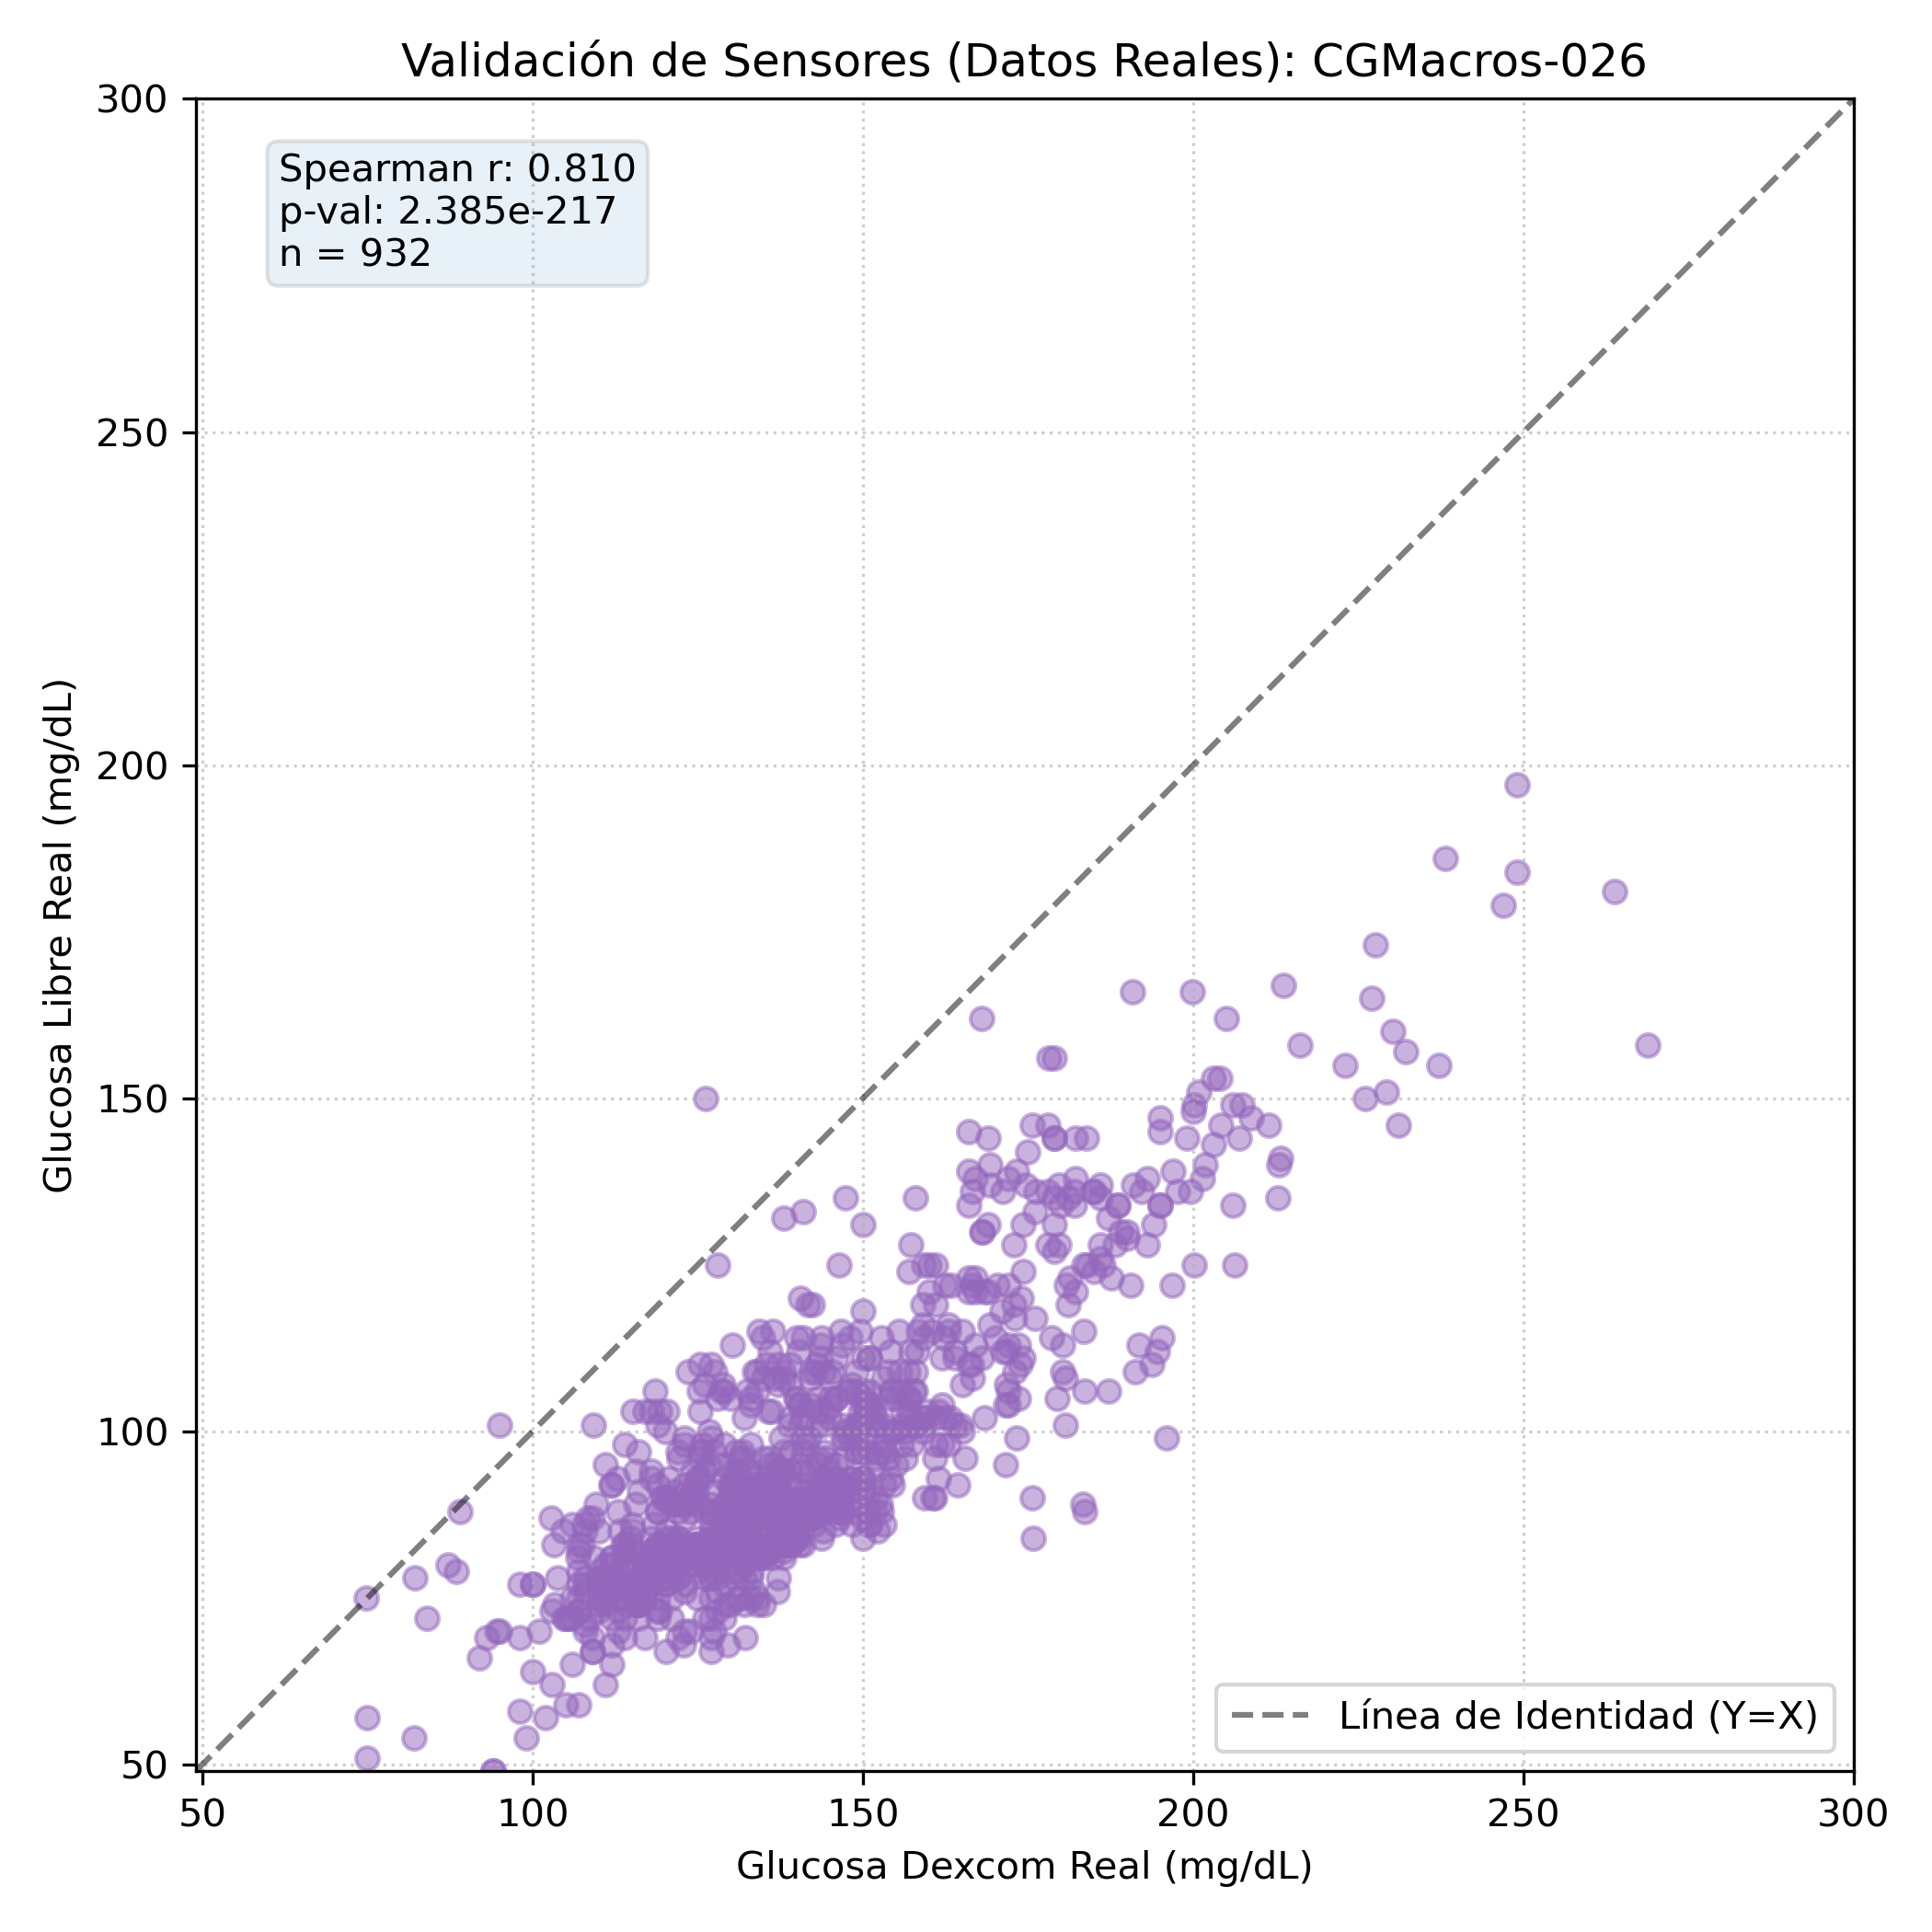 Validación de Sensores (Datos Reales): CGMacros-026
Spearman r: 0.810
p-val: 2.385e-217
n = 932
Glucosa Libre Real (mg/dL)
300
250
200
150
100
50
Línea de Identidad (Y=X)
50 100 150 200 250 300
Glucosa Dexcom Real (mg/dL)